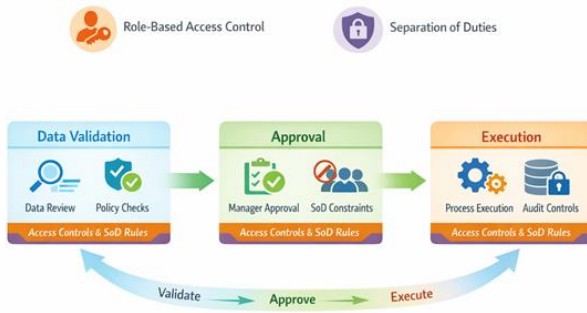 Role-Based Access Control
Separation of Duties
Data Validation
Data Review
Policy Checks
Access Controls & SoD Rules
Approval
Manager Approval
SoD Constraints
Access Controls & SoD Rules
Execution
Process Execution
Audit Controls
Access Controls & SoD Rules
Validate
Approve
Execute